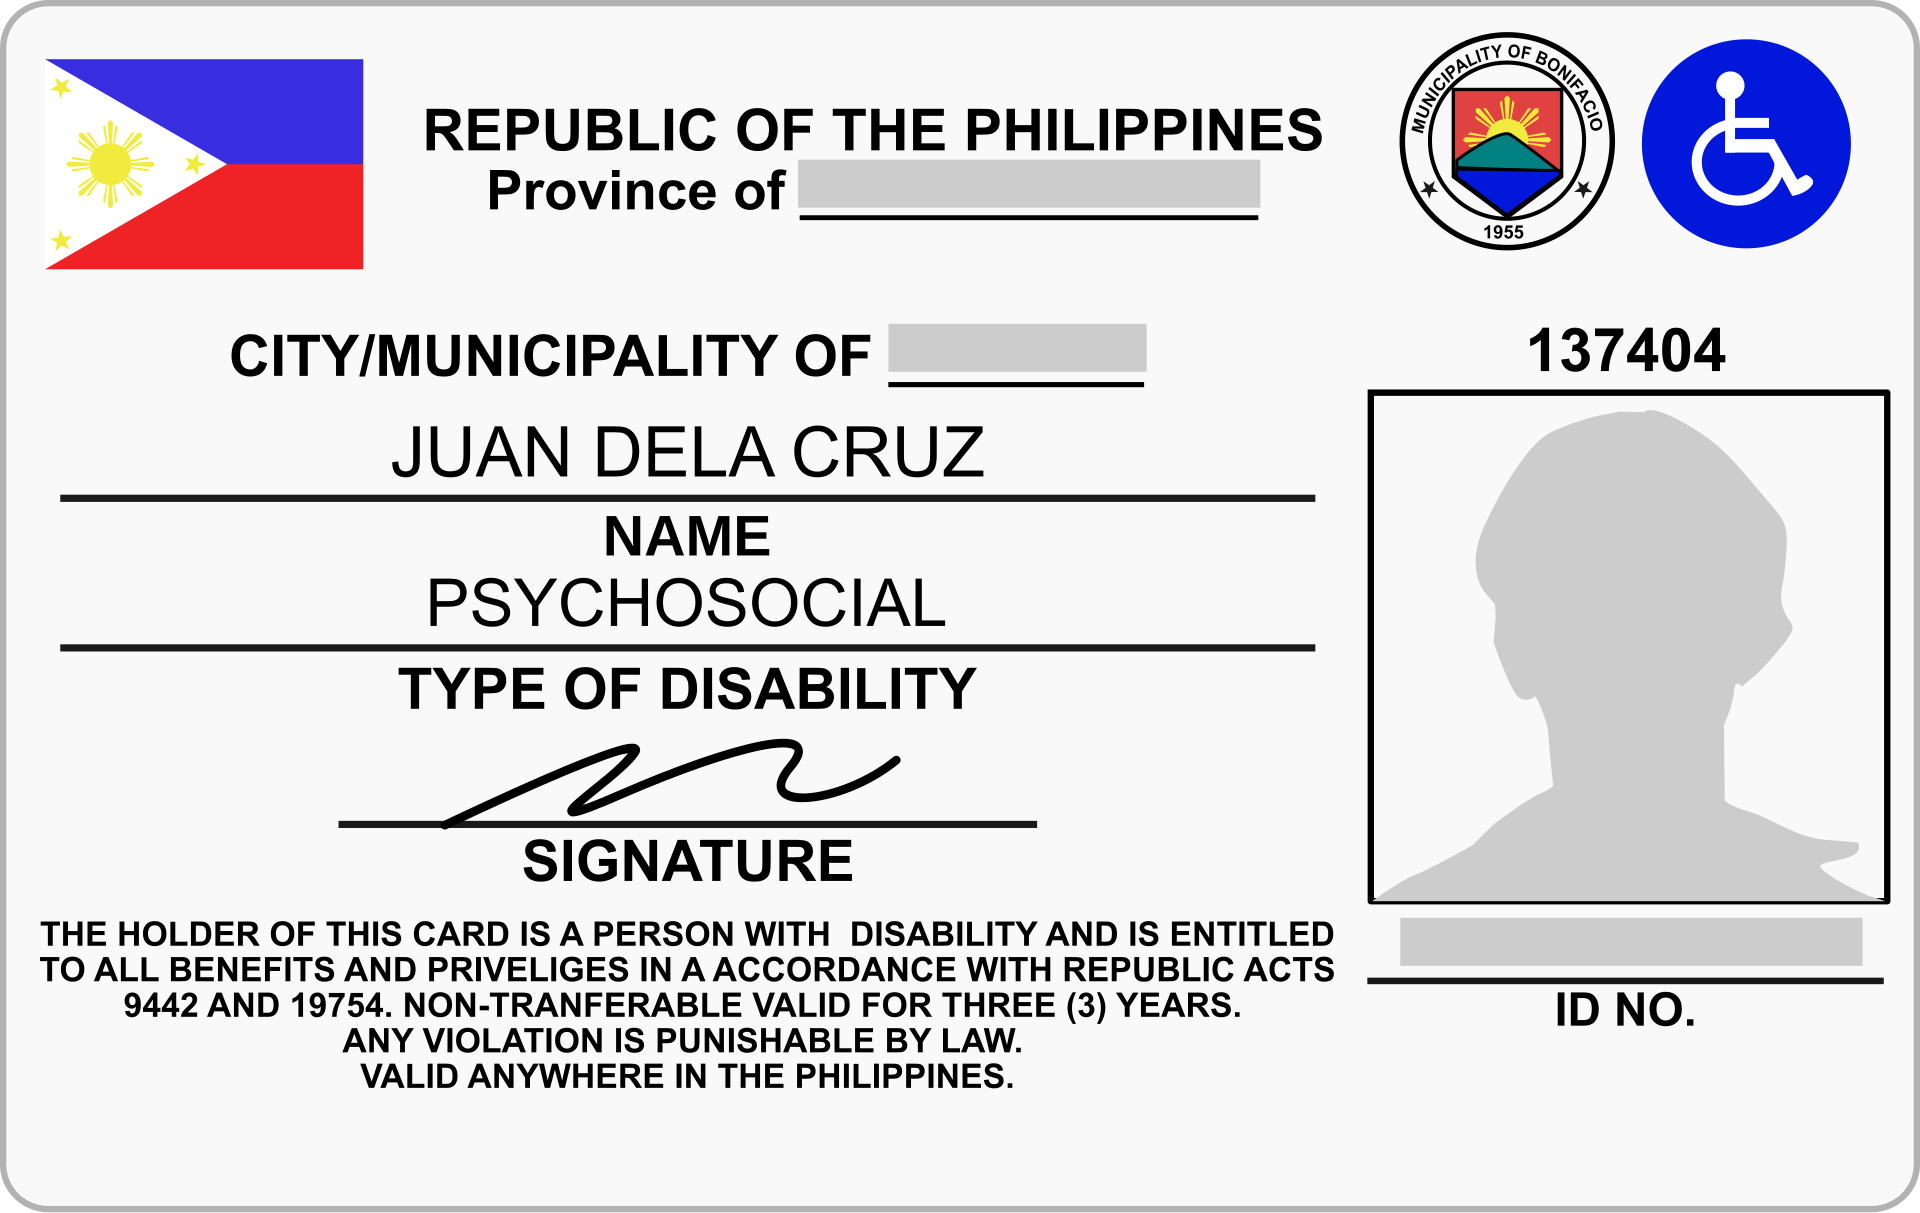 REPUBLIC OF THE PHILIPPINES
Province of
MUNICIPALITY OF BONIFACIO
1955
CITY/MUNICIPALITY OF
137404
JUAN DELA CRUZ
NAME
PSYCHOSOCIAL
TYPE OF DISABILITY
SIGNATURE
THE HOLDER OF THIS CARD IS A PERSON WITH DISABILITY AND IS ENTITLED
TO ALL BENEFITS AND PRIVELIGES IN A ACCORDANCE WITH REPUBLIC ACTS
9442 AND 19754. NON-TRANFERABLE VALID FOR THREE (3) YEARS.
ANY VIOLATION IS PUNISHABLE BY LAW.
VALID ANYWHERE IN THE PHILIPPINES.
ID NO.